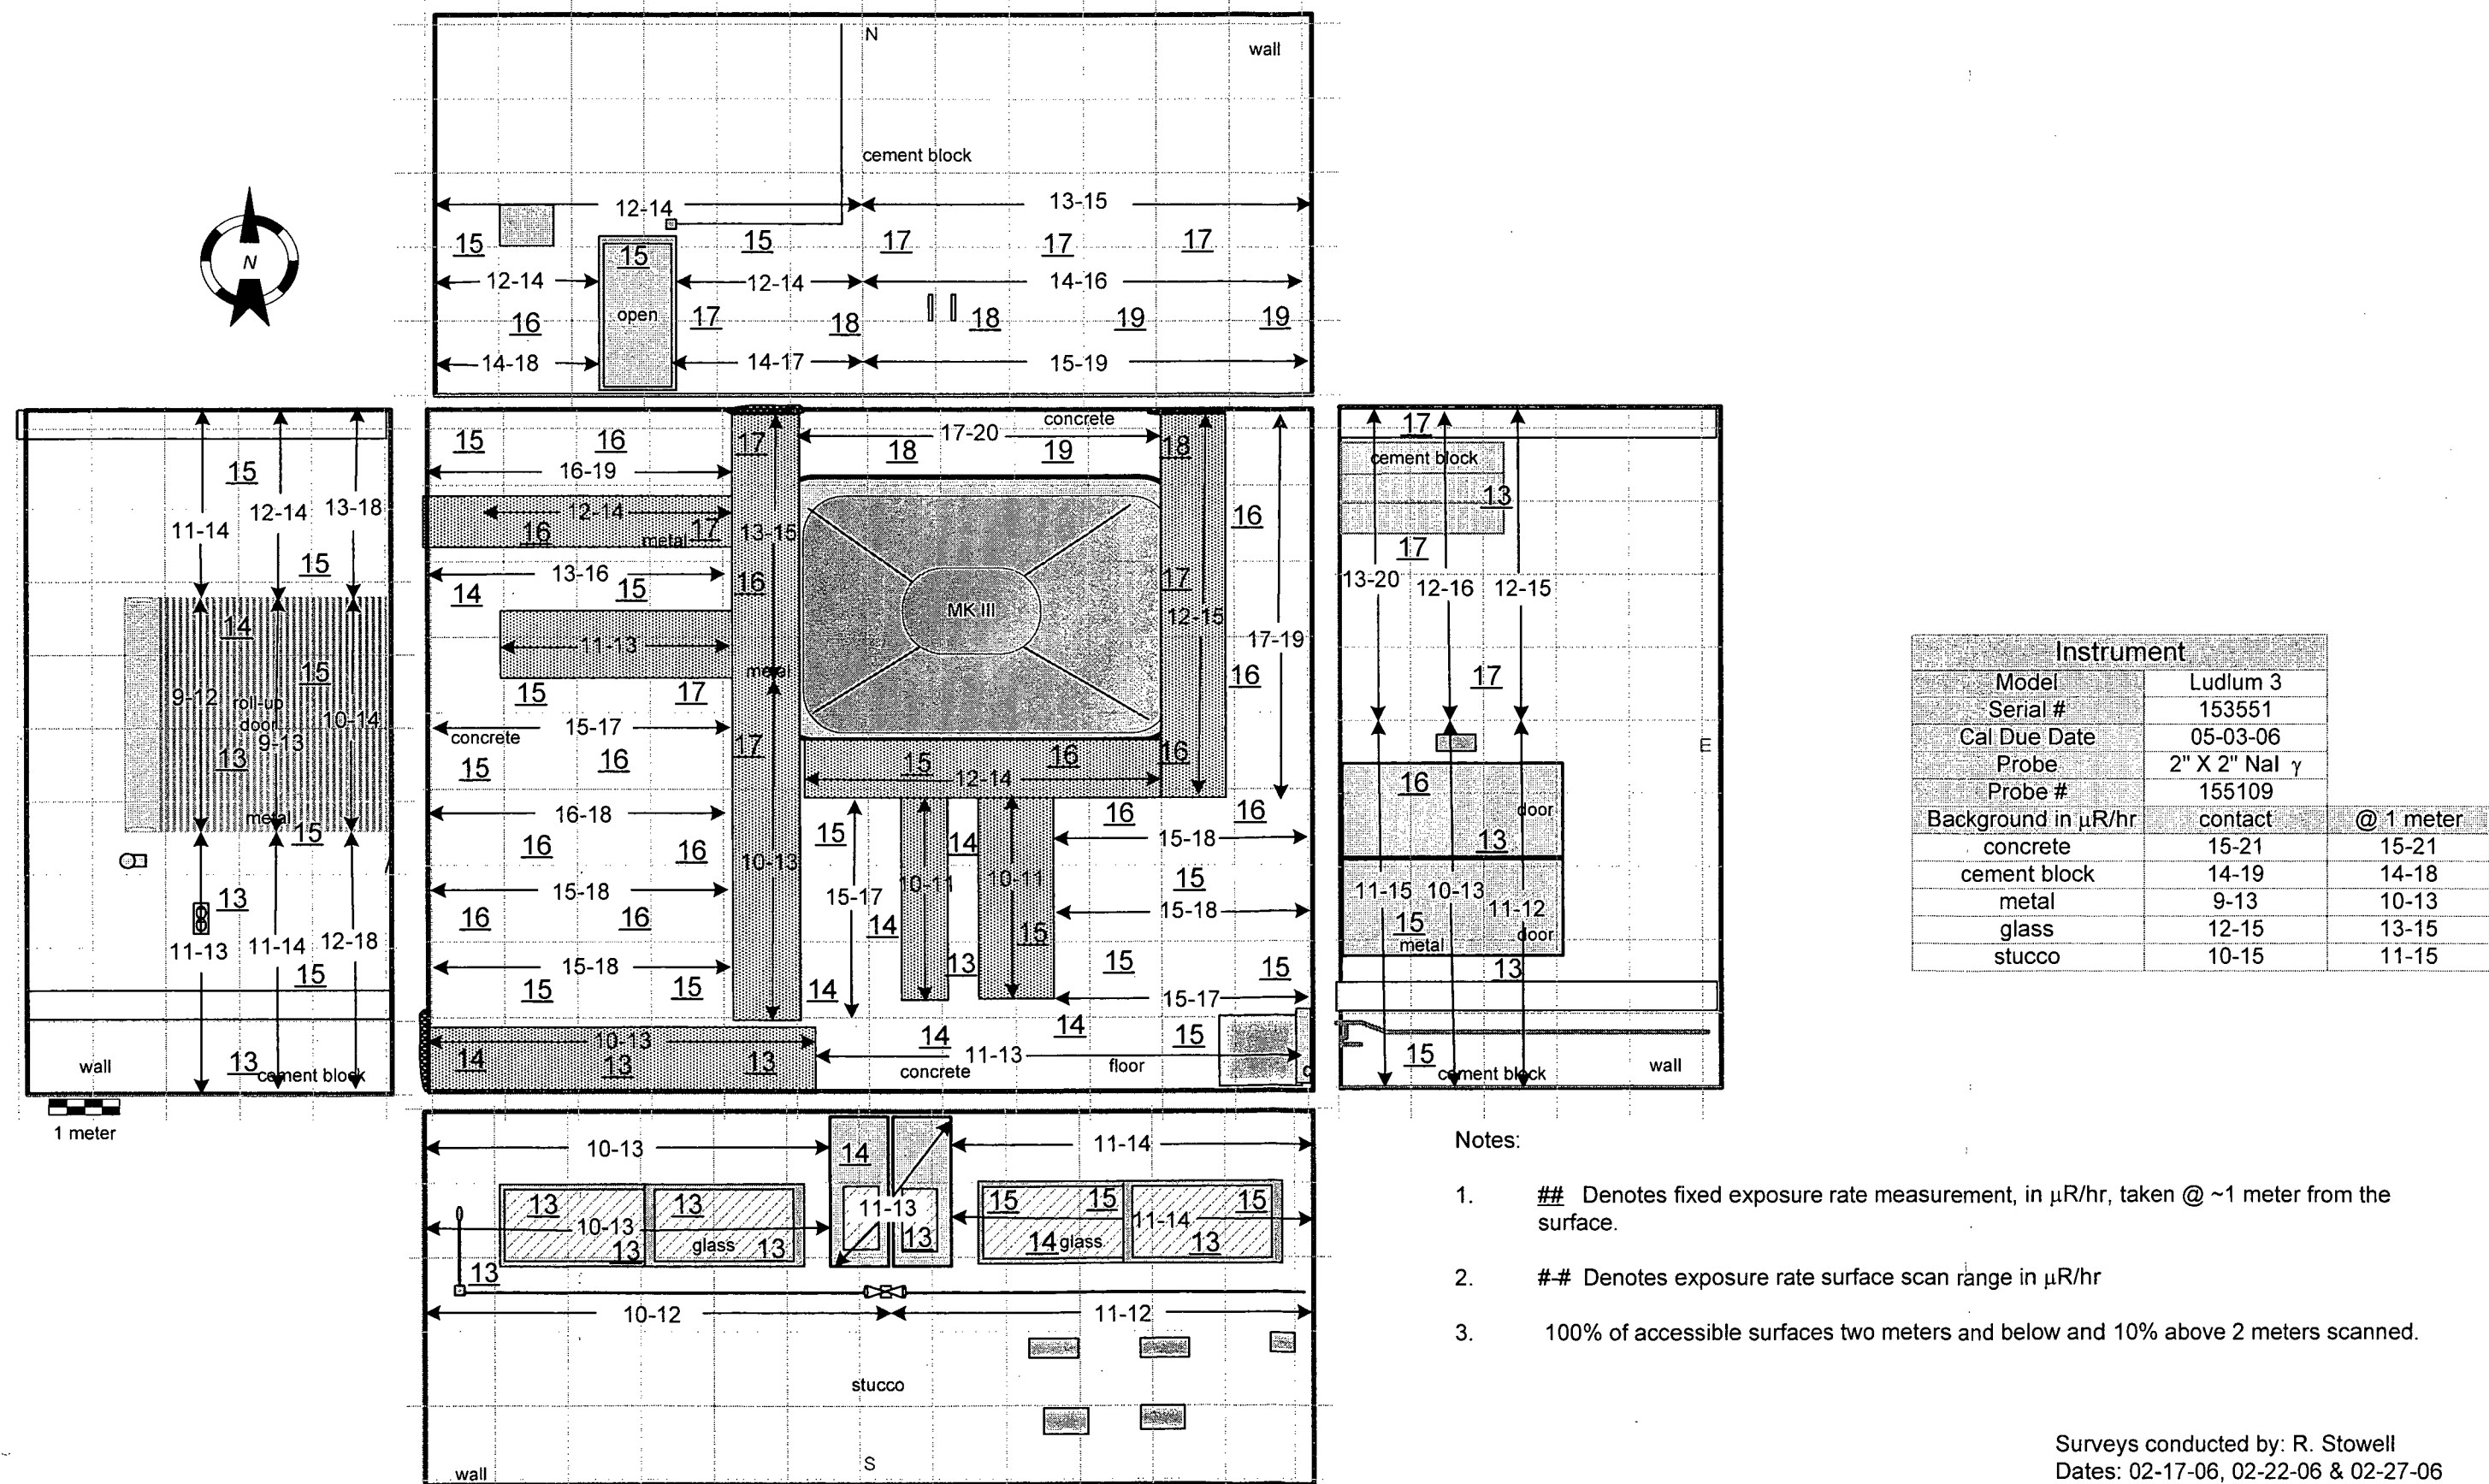 N
wall
cement block
12-14
13-15
15
15
15
17
17
17
12-14
12-14
14-16
16
open
17
18
18
19
19
14-18
14-17
15-19
N
15
11-14
12-14
13-18
15
14
15
9-12
roll-up
door
10-14
9-13
13
metal
15
13
11-13
11-14
12-18
15
wall
13
cement block
1 meter
15
16
17
17-20
concrete
18
18
19
16-19
12-14
16
metal
17
13-15
16
13-16
14
15
16
MK III
17
12-15
17-19
11-13
metal
15
17
16
15-17
concrete
17
15
16
15
12-14
16
16
16-18
15
14
16
16
15-18
16
16
10-13
15-17
10-11
10-11
15
15-18
16
16
14
15
15-18
15-18
13
15
15
15
15
14
15-17
10-13
14
13
13
14
11-13
14
15
concrete
floor
17
cement block
13
17
13-20
12-16
12-15
17
E
16
door
13
11-15
10-13
11-12
15
metal
door
13
15
cement block
wall
10-13
14
11-14
13
13
10-13
13
glass
13
11-13
13
15
15
15
11-14
14
glass
13
13
10-12
11-12
stucco
S
wall
Instrument
Model Ludlum 3
Serial # 153551
Cal Due Date 05-03-06
Probe 2" X 2" NaI γ
Probe # 155109
Background in μR/hr contact @ 1 meter
concrete 15-21 15-21
cement block 14-19 14-18
metal 9-13 10-13
glass 12-15 13-15
stucco 10-15 11-15
Notes:
1. ## Denotes fixed exposure rate measurement, in μR/hr, taken @ ~1 meter from the
surface.
2. #-# Denotes exposure rate surface scan range in μR/hr
3. 100% of accessible surfaces two meters and below and 10% above 2 meters scanned.
Surveys conducted by: R. Stowell
Dates: 02-17-06, 02-22-06 & 02-27-06